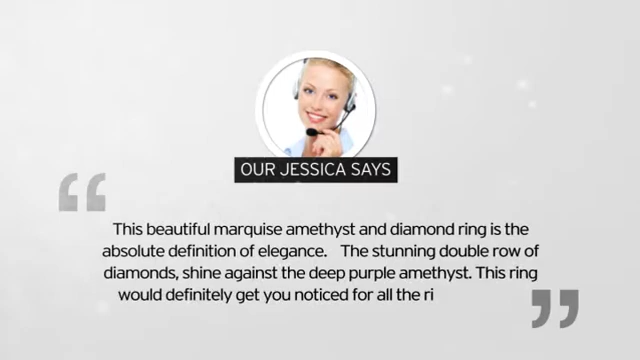 OUR JESSICA SAYS
This beautiful marquise amethyst and diamond ring is the
absolute definition of elegance. The stunning double row of
diamonds, shine against the deep purple amethyst. This ring
would definitely get you noticed for all the ri